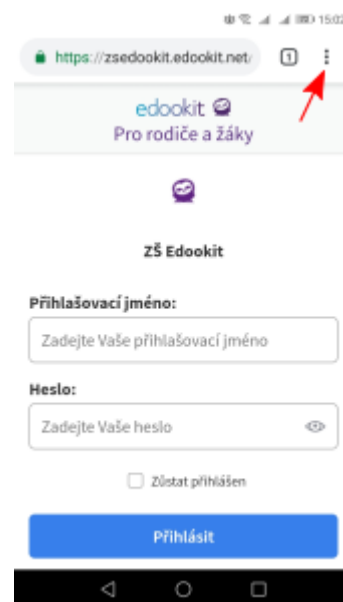 15:02
https://zsedookit.edookit.net/
1
edookit
Pro rodiče a žáky
ZŠ Edookit
Přihlašovací jméno:
Zadejte Vaše přihlašovací jméno
Heslo:
Zadejte Vaše heslo
Zůstat přihlášen
Přihlásit